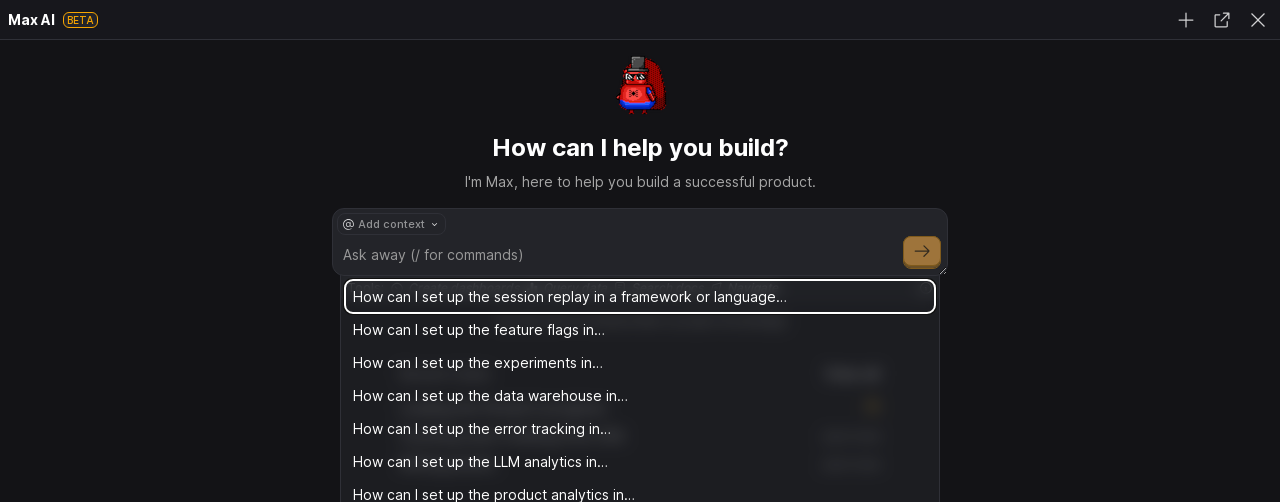 Max AI BETA
How can I help you build?
I'm Max, here to help you build a successful product.
@ Add context
Ask away (/ for commands)
How can I set up the session replay in a framework or language…
How can I set up the feature flags in…
How can I set up the experiments in…
How can I set up the data warehouse in…
How can I set up the error tracking in…
How can I set up the LLM analytics in…
How can I set up the product analytics in…